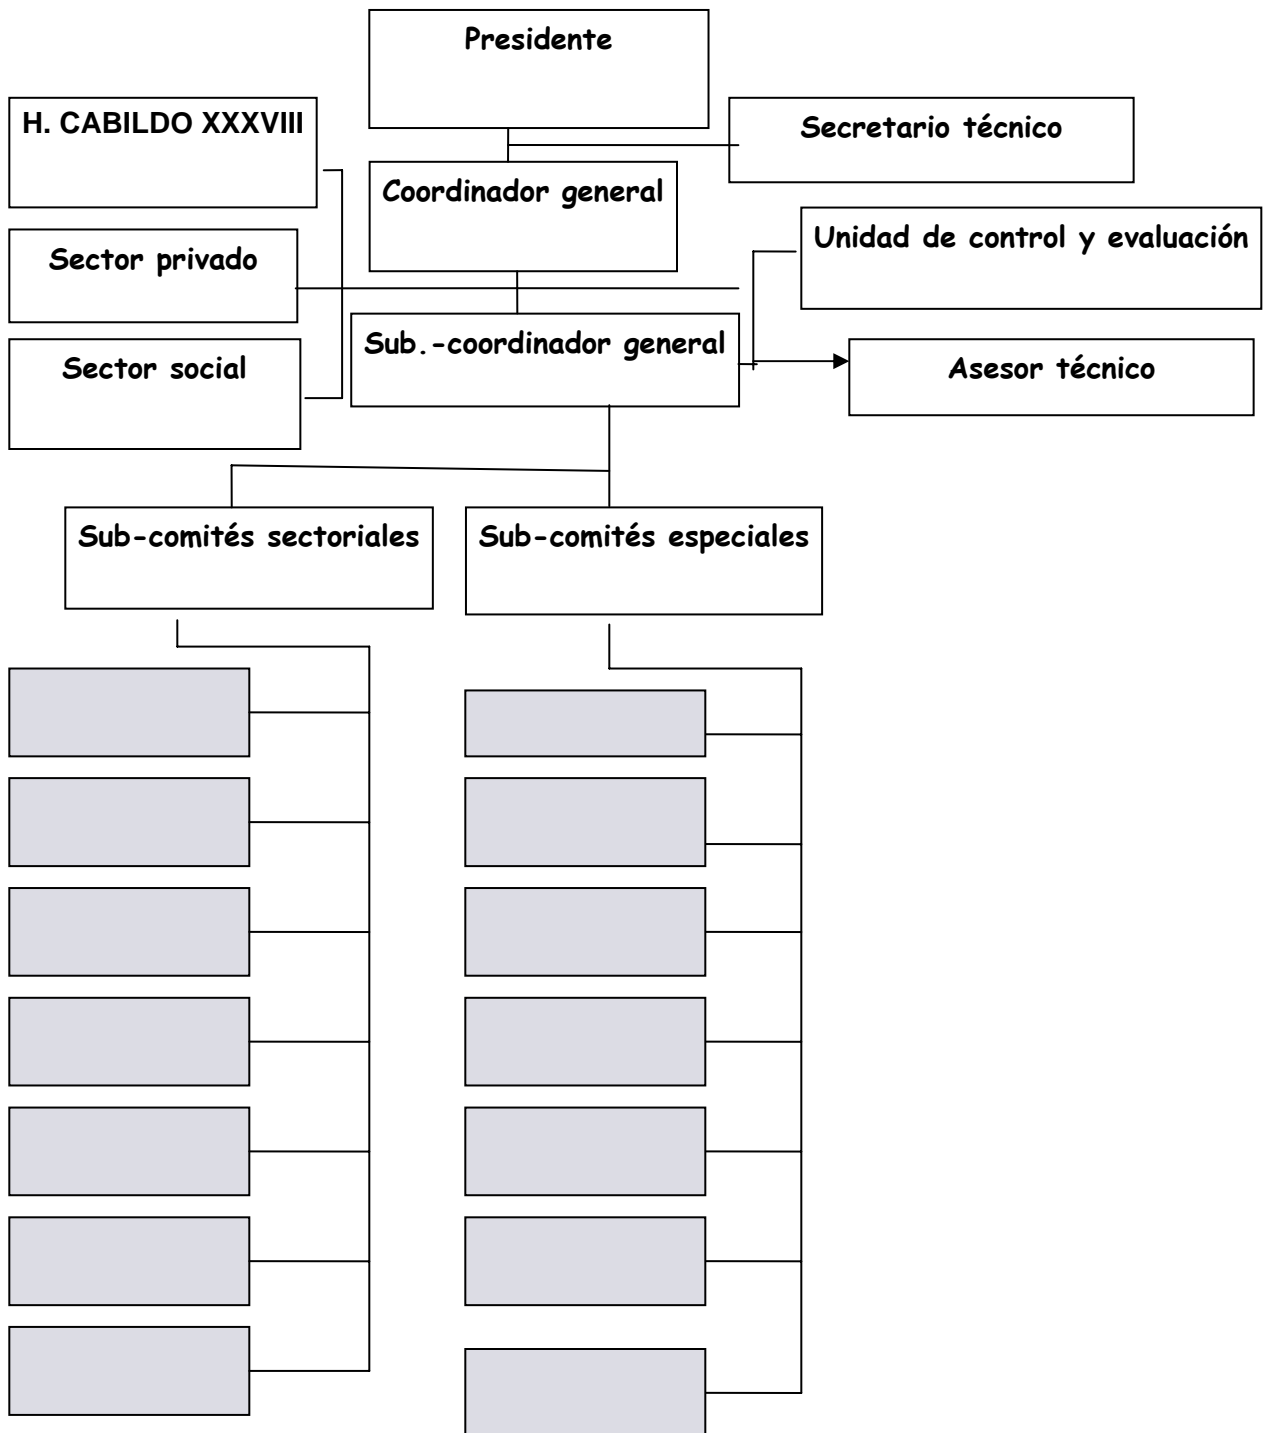 Presidente
H. CABILDO XXXVIII
Secretario técnico
Coordinador general
Unidad de control y evaluación
Sector privado
Sub.-coordinador general
Sector social
Asesor técnico
Sub-comités sectoriales
Sub-comités especiales